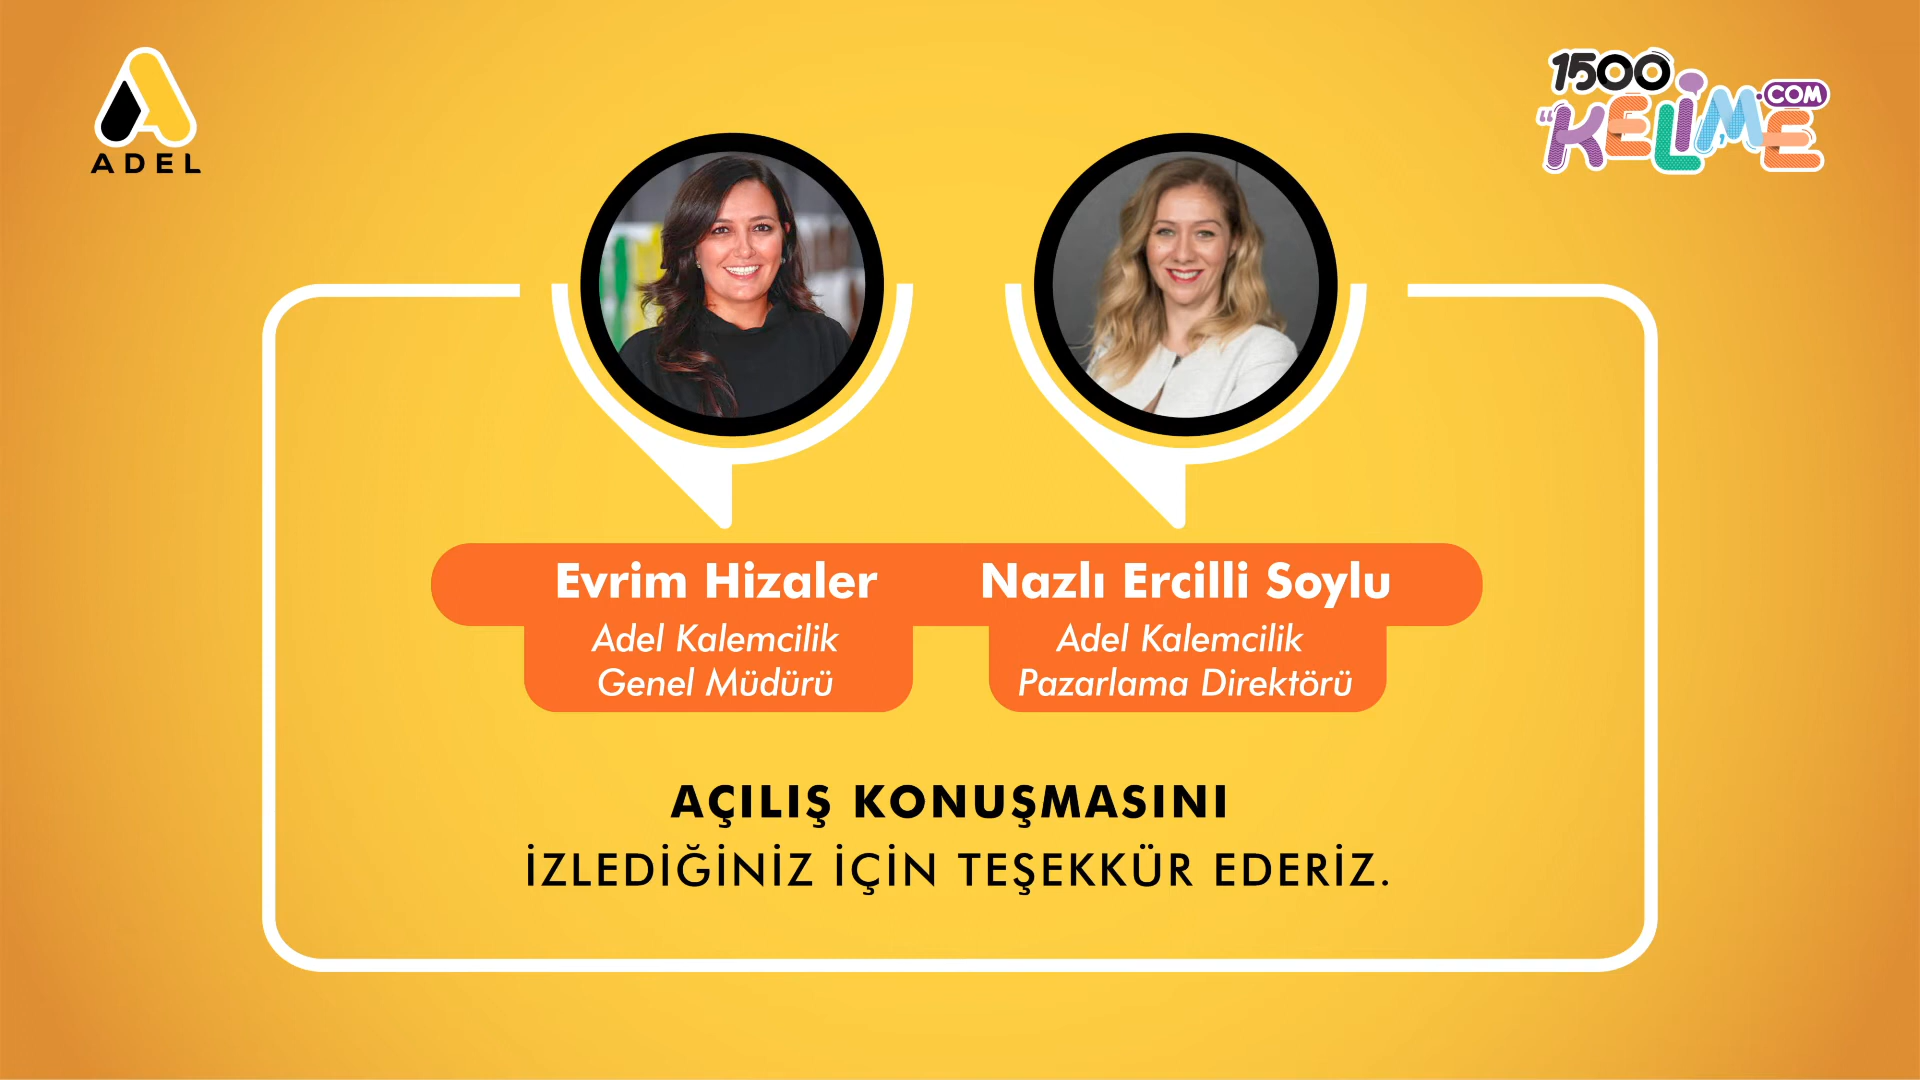 ADEL
1500
"KELİME
.COM
Evrim Hizaler
Adel Kalemcilik
Genel Müdürü
Nazlı Ercilli Soylu
Adel Kalemcilik
Pazarlama Direktörü
AÇILIŞ KONUŞMASINI
İZLEDİĞİNİZ İÇİN TEŞEKKÜR EDERİZ.